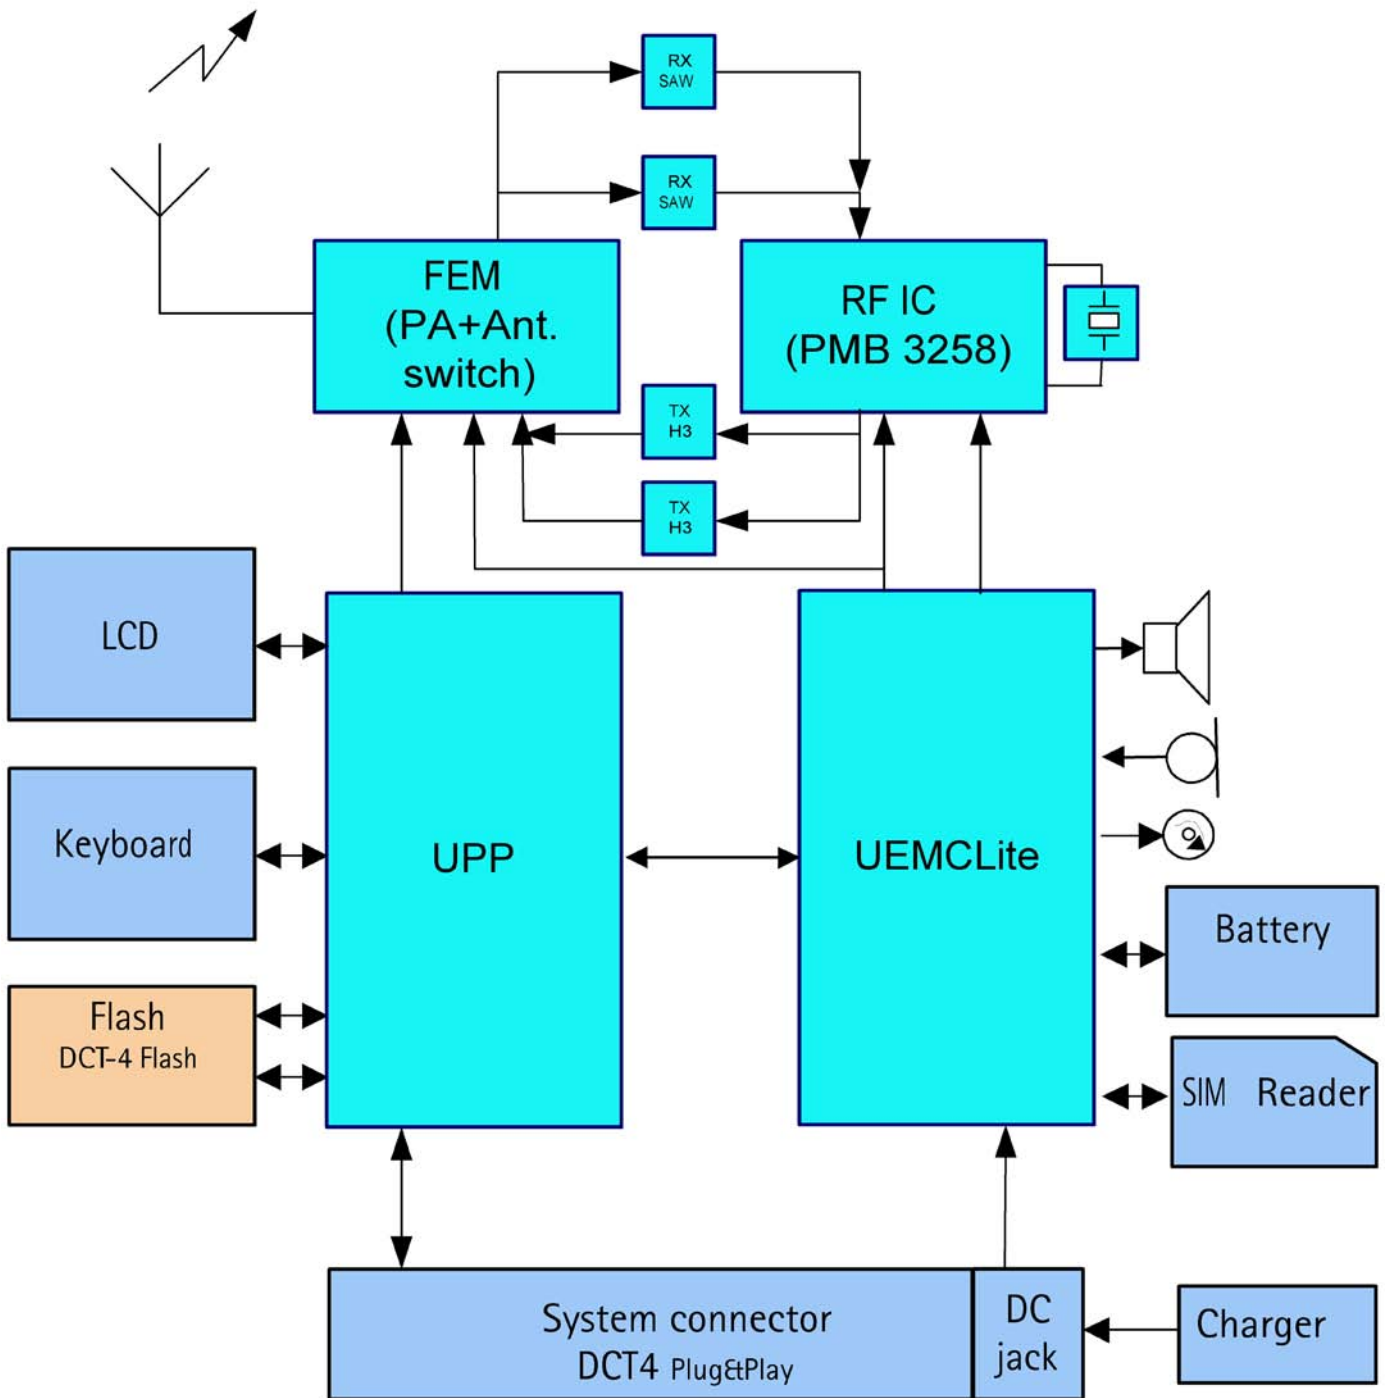 RX
SAW
RX
SAW
FEM
(PA+Ant.
switch)
RF IC
(PMB 3258)
TX
H3
TX
H3
LCD
Keyboard
Flash
DCT-4 Flash
UPP
UEMCLite
Battery
SIM Reader
System connector
DCT4 Plug&Play
DC
jack
Charger